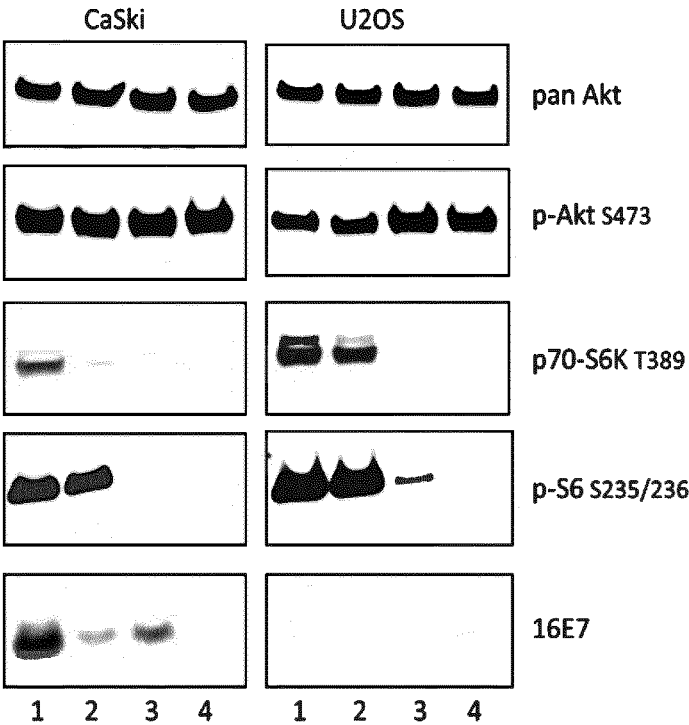 CaSki U2OS
pan Akt
p-Akt S473
p70-S6K T389
p-S6 S235/236
16E7
1 2 3 4 1 2 3 4